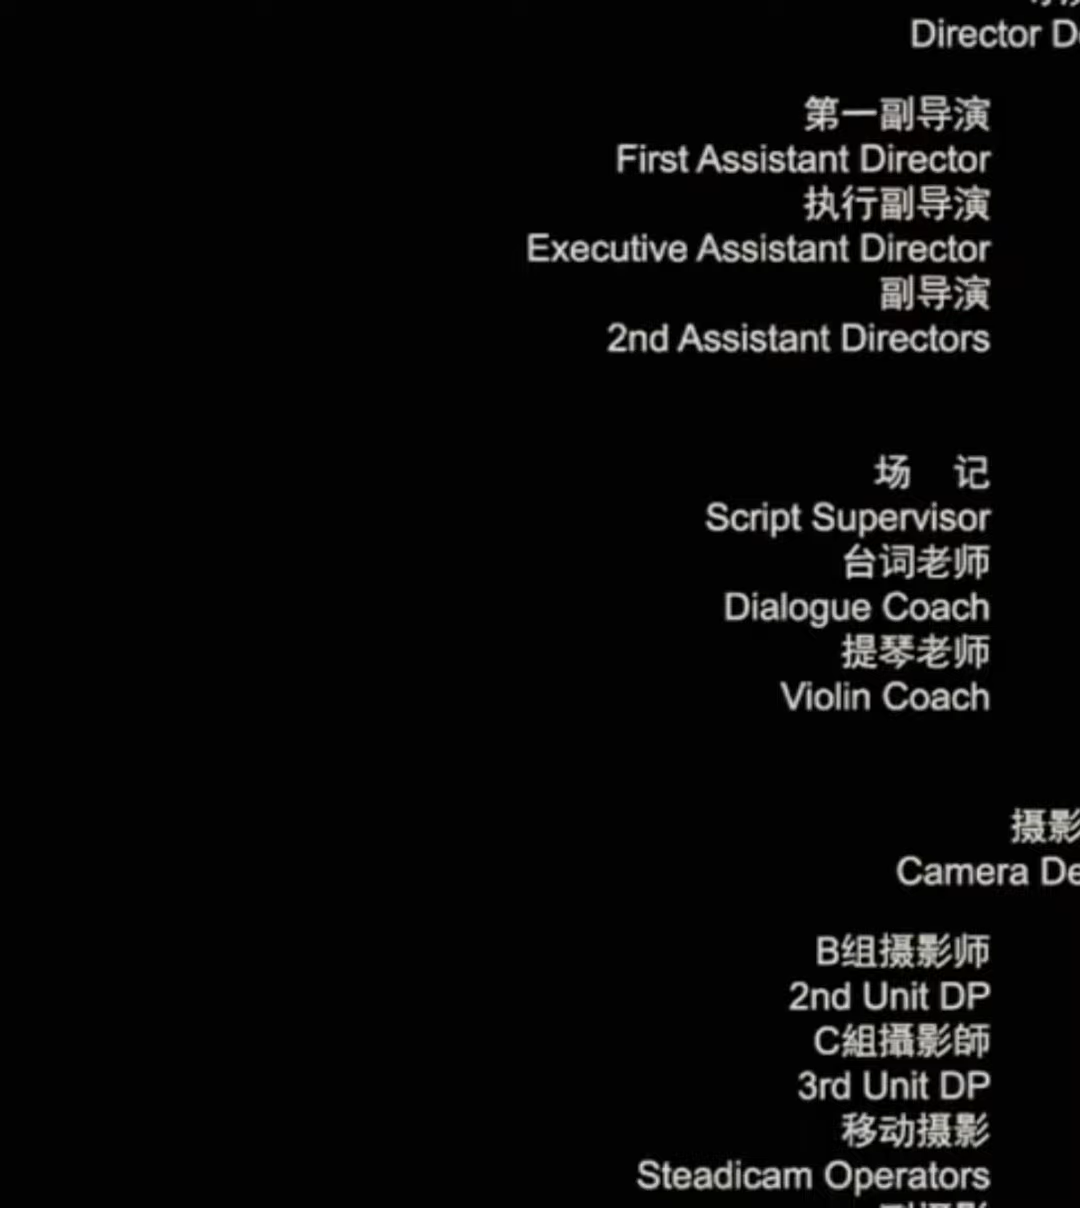 Director
第一副导演
First Assistant Director
执行副导演
Executive Assistant Director
副导演
2nd Assistant Directors
场 记
Script Supervisor
台词老师
Dialogue Coach
提琴老师
Violin Coach
摄影
Camera
B组摄影师
2nd Unit DP
C組攝影師
3rd Unit DP
移动摄影
Steadicam Operators